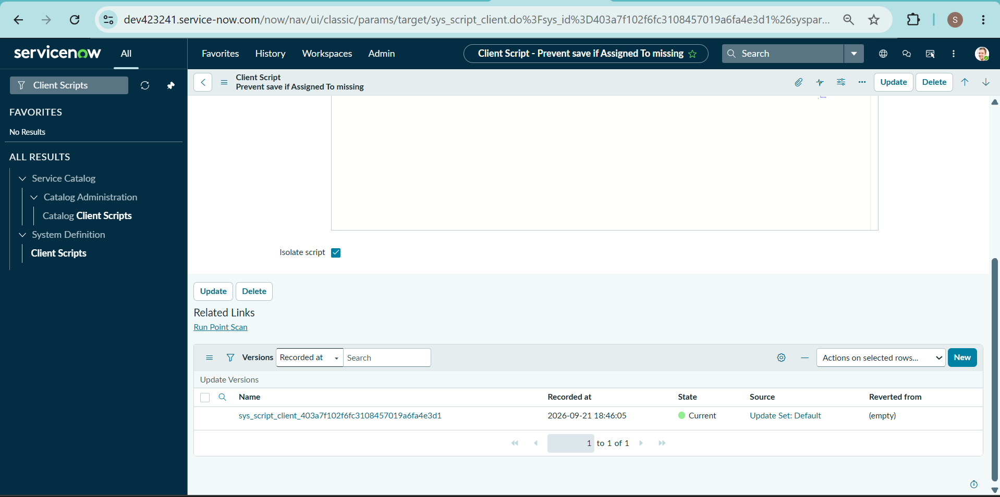 dev423241.service-now.com/now/nav/ui/classic/params/target/sys_script_client.do%3Fsys_id%3D403a7f102f6fc3108457019a6fa4e3d1%26syspar...
S
servicenow
All
Favorites
History
Workspaces
Admin
Client Script - Prevent save if Assigned To missing
Search
Client Scripts
FAVORITES
No Results
ALL RESULTS
Service Catalog
Catalog Administration
Catalog Client Scripts
System Definition
Client Scripts
Client Script
Prevent save if Assigned To missing
Update
Delete
Isolate script
Update
Delete
Related Links
Run Point Scan
Versions
Recorded at
Search
Actions on selected rows...
New
Update Versions
Name
Recorded at
State
Source
Reverted from
sys_script_client_403a7f102f6fc3108457019a6fa4e3d1
2026-09-21 18:46:05
Current
Update Set: Default
(empty)
1 to 1 of 1